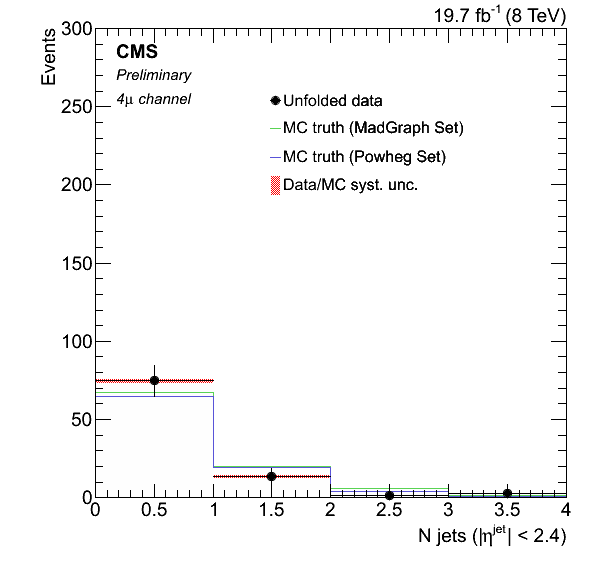 19.7 fb⁻¹ (8 TeV)
Events
CMS
Preliminary
4μ channel
Unfolded data
MC truth (MadGraph Set)
MC truth (Powheg Set)
Data/MC syst. unc.
300
250
200
150
100
50
0
0 0.5 1 1.5 2 2.5 3 3.5 4
N jets (|η^jet| < 2.4)